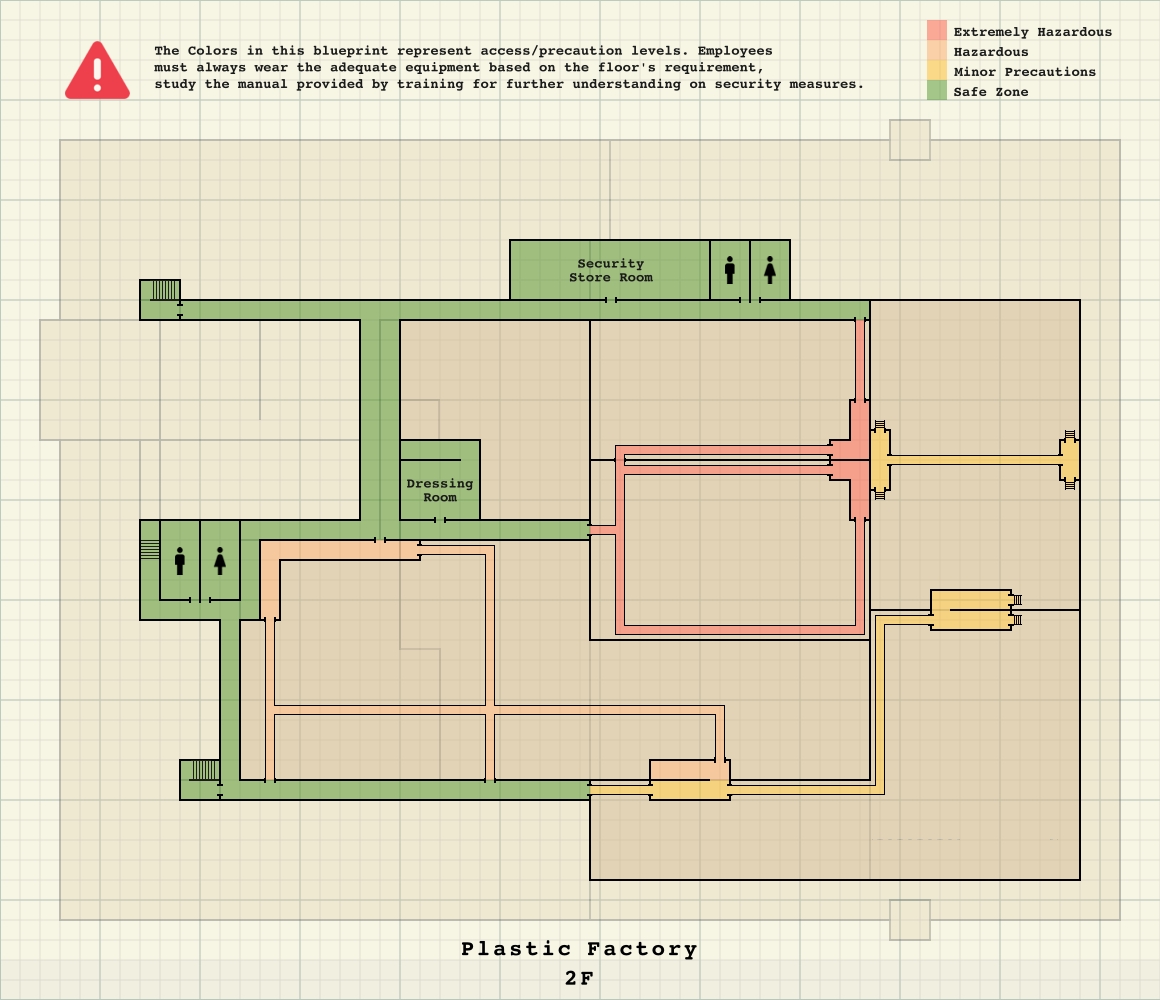 The Colors in this blueprint represent access/precaution levels. Employees
must always wear the adequate equipment based on the floor's requirement,
study the manual provided by training for further understanding on security measures.
Extremely Hazardous
Hazardous
Minor Precautions
Safe Zone
Security
Store Room
Dressing
Room
Plastic Factory
2F